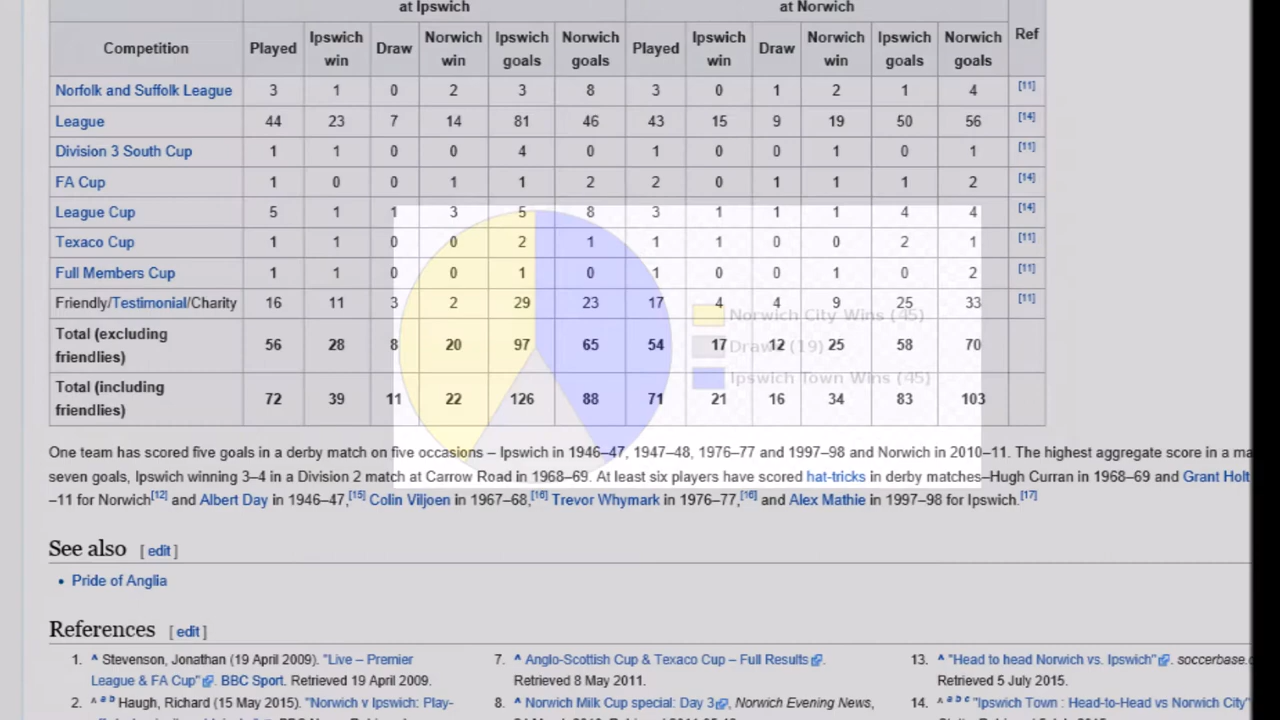 at Ipswich at Norwich
Competition Played Ipswich win Draw Norwich win Ipswich goals Norwich goals Played Ipswich win Draw Norwich win Ipswich goals Norwich goals Ref
Norfolk and Suffolk League 3 1 0 2 3 8 3 0 1 2 1 4 [11]
League 44 23 7 14 81 46 43 15 9 19 50 56 [14]
Division 3 South Cup 1 1 0 0 4 0 1 0 0 1 0 1 [11]
FA Cup 1 0 0 1 1 2 2 0 1 1 1 2 [14]
League Cup 5 1 1 3 5 8 3 1 1 1 4 4 [14]
Texaco Cup 1 1 0 0 2 1 1 1 0 0 2 1 [11]
Full Members Cup 1 1 0 0 1 0 1 0 0 1 0 2 [11]
Friendly/Testimonial/Charity 16 11 3 2 29 23 17 4 4 9 25 33 [11]
Total (excluding friendlies) 56 28 8 20 97 65 54 17 12 25 58 70
Total (including friendlies) 72 39 11 22 126 88 71 21 16 34 83 103
Norwich City Wins (45)
Draws (19)
Ipswich Town Wins (45)
One team has scored five goals in a derby match on five occasions – Ipswich in 1946–47, 1947–48, 1976–77 and 1997–98 and Norwich in 2010–11. The highest aggregate score in a ma
seven goals, Ipswich winning 3–4 in a Division 2 match at Carrow Road in 1968–69. At least six players have scored hat-tricks in derby matches–Hugh Curran in 1968–69 and Grant Holt
–11 for Norwich[12] and Albert Day in 1946–47,[15] Colin Viljoen in 1967–68,[16] Trevor Whymark in 1976–77,[16] and Alex Mathie in 1997–98 for Ipswich.[17]
See also [edit]
• Pride of Anglia
References [edit]
1. ^ Stevenson, Jonathan (19 April 2009). "Live – Premier
League & FA Cup". BBC Sport. Retrieved 19 April 2009.
2. ^ a b Haugh, Richard (15 May 2015). "Norwich v Ipswich: Play-
7. ^ Anglo-Scottish Cup & Texaco Cup – Full Results.
Retrieved 8 May 2011.
8. ^ Norwich Milk Cup special: Day 3, Norwich Evening News,
13. ^ "Head to head Norwich vs. Ipswich". soccerbase.c
Retrieved 5 July 2015.
14. ^ a b c "Ipswich Town : Head-to-Head vs Norwich City"